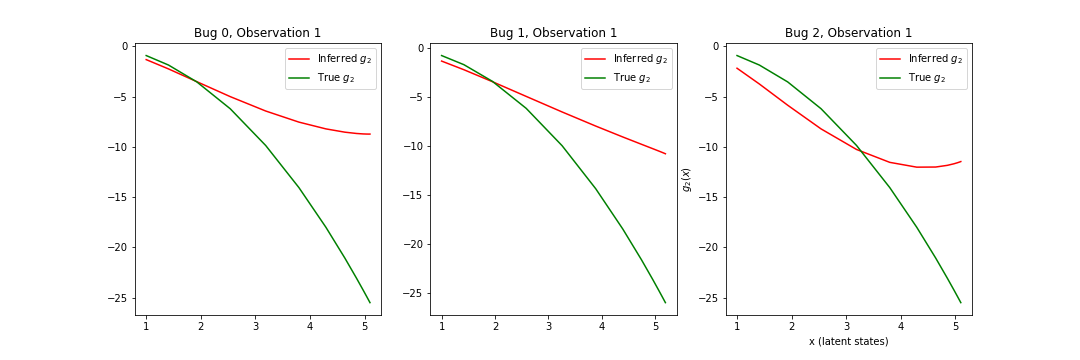 Bug 0, Observation 1
Inferred g₂
True g₂
0
−5
−10
−15
−20
−25
1 2 3 4 5
Bug 1, Observation 1
Inferred g₂
True g₂
0
−5
−10
−15
−20
−25
1 2 3 4 5
Bug 2, Observation 1
Inferred g₂
True g₂
g₂(x)
0
−5
−10
−15
−20
−25
1 2 3 4 5
x (latent states)